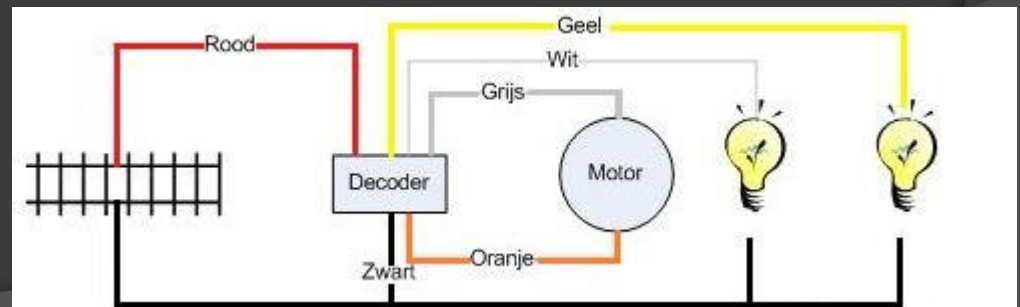 Geel
Rood
Wit
Grijs
Decoder
Motor
Oranje
Zwart